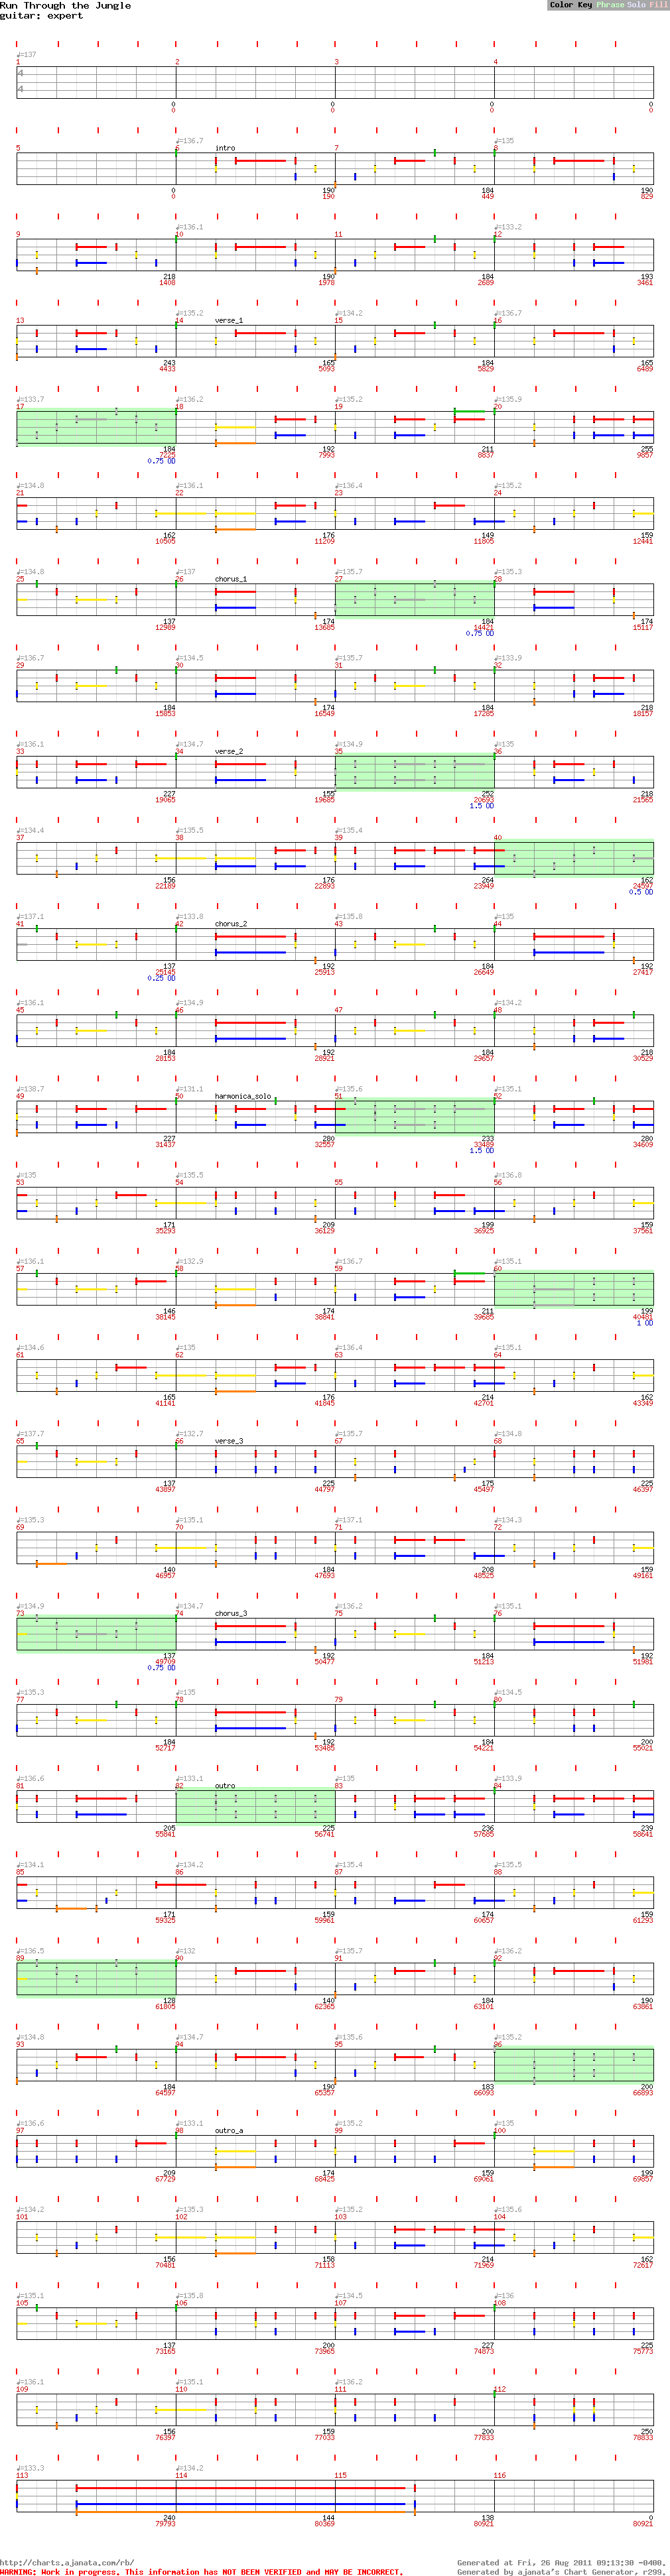 Run Through the Jungle
guitar: expert
Color Key Phrase Solo Fill
♩=137
1 2 3 4
4
4
0 0 0 0
0 0 0 0
♩=136.7 ♩=135
5 6 intro 7 8
0 190 184 190
0 190 449 829
♩=136.1 ♩=133.2
9 10 11 12
218 190 184 193
1408 1978 2689 3461
♩=135.2 ♩=134.2 ♩=136.7
13 14 verse_1 15 16
243 165 184 165
4433 5093 5829 6489
♩=133.7 ♩=136.2 ♩=135.2 ♩=135.9
17 18 19 20
184 192 211 255
7225 7993 8837 9857
0.75 OD
♩=134.8 ♩=136.1 ♩=136.4 ♩=135.2
21 22 23 24
162 176 149 159
10505 11209 11805 12441
♩=134.8 ♩=137 ♩=135.7 ♩=135.3
25 26 chorus_1 27 28
137 174 184 174
12989 13685 14421 15117
0.75 OD
♩=136.7 ♩=134.5 ♩=135.7 ♩=133.9
29 30 31 32
184 174 184 218
15853 16549 17285 18157
♩=136.1 ♩=134.7 ♩=134.9 ♩=135
33 34 verse_2 35 36
227 155 252 218
19065 19685 20693 21565
1.5 OD
♩=134.4 ♩=135.5 ♩=135.4
37 38 39 40
156 176 264 162
22189 22893 23949 24597
0.5 OD
♩=137.1 ♩=133.8 ♩=135.8 ♩=135
41 42 chorus_2 43 44
137 192 184 192
25145 25913 26649 27417
0.25 OD
♩=136.1 ♩=134.9 ♩=134.2
45 46 47 48
184 192 184 218
28153 28921 29657 30529
♩=138.7 ♩=131.1 ♩=135.6 ♩=135.1
49 50 harmonica_solo 51 52
227 280 233 280
31437 32557 33489 34609
1.5 OD
♩=135 ♩=135.5 ♩=136.8
53 54 55 56
171 209 199 159
35293 36129 36925 37561
♩=136.1 ♩=132.9 ♩=136.7 ♩=135.1
57 58 59 60
146 174 211 199
38145 38841 39685 40481
1 OD
♩=134.6 ♩=135 ♩=136.4 ♩=135.1
61 62 63 64
165 176 214 162
41141 41845 42701 43349
♩=137.7 ♩=132.7 ♩=135.7 ♩=134.8
65 66 verse_3 67 68
137 225 175 225
43897 44797 45497 46397
♩=135.3 ♩=135.1 ♩=137.1 ♩=134.3
69 70 71 72
140 184 208 159
46957 47693 48525 49161
♩=134.9 ♩=134.7 ♩=136.2 ♩=135.1
73 74 chorus_3 75 76
137 192 184 192
49709 50477 51213 51981
0.75 OD
♩=135.3 ♩=135 ♩=134.5
77 78 79 80
184 192 184 200
52717 53485 54221 55021
♩=136.6 ♩=133.1 ♩=135 ♩=133.9
81 82 outro 83 84
205 225 236 239
55841 56741 57685 58641
♩=134.1 ♩=134.2 ♩=135.4 ♩=135.5
85 86 87 88
171 159 174 159
59325 59961 60657 61293
♩=136.5 ♩=132 ♩=135.7 ♩=136.2
89 90 91 92
128 140 184 190
61805 62365 63101 63861
♩=134.8 ♩=134.7 ♩=135.6 ♩=135.2
93 94 95 96
184 190 183 200
64597 65357 66093 66893
♩=136.6 ♩=133.1 ♩=135.2 ♩=135
97 98 outro_a 99 100
209 174 159 199
67729 68425 69061 69857
♩=134.2 ♩=135.3 ♩=135.2 ♩=135.6
101 102 103 104
156 158 214 162
70481 71113 71969 72617
♩=135.1 ♩=135.8 ♩=134.5 ♩=136
105 106 107 108
137 200 227 225
73165 73965 74873 75773
♩=136.1 ♩=135.1 ♩=136.2
109 110 111 112
156 159 200 250
76397 77033 77833 78833
♩=133.3 ♩=134.2
113 114 115 116
240 144 138 0
79793 80369 80921 80921
http://charts.ajanata.com/rb/ Generated at Fri, 26 Aug 2011 09:13:30 -0400.
WARNING: Work in progress. This information has NOT BEEN VERIFIED and MAY BE INCORRECT. Generated by ajanata's Chart Generator, r299.